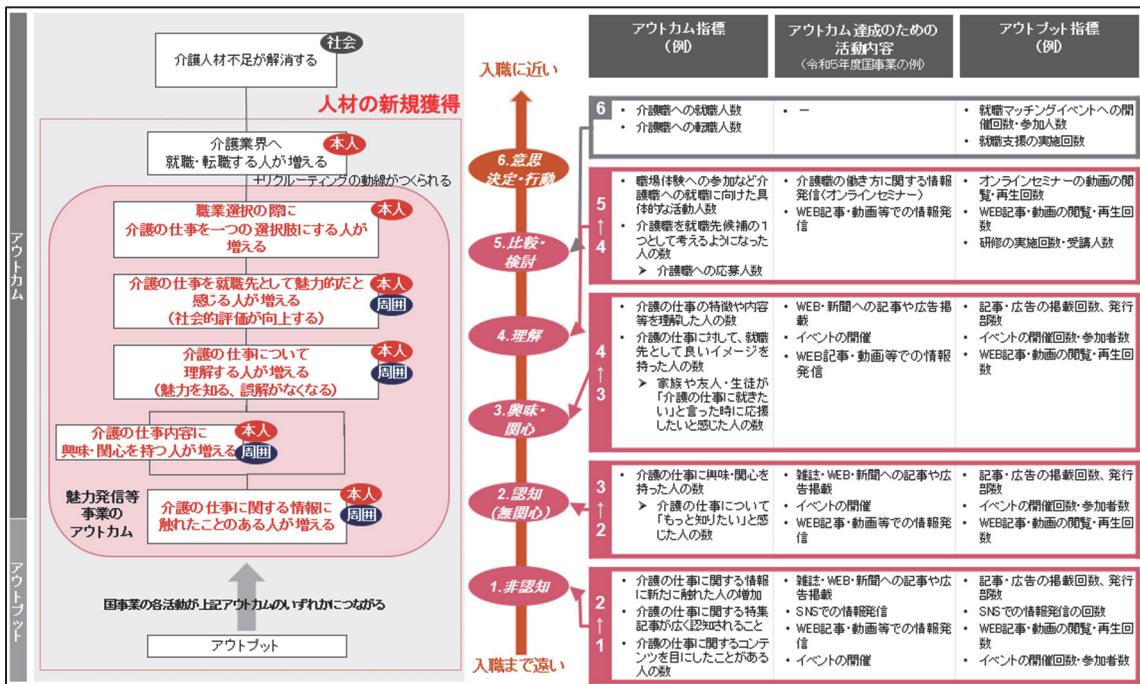 アウトカム
アウトプット
社会
介護人材不足が解消する
人材の新規獲得
本人
介護業界へ
就職・転職する人が増える
+リクルーティングの動線がつくられる
本人
職業選択の際に
介護の仕事を一つの選択肢にする人が
増える
本人
周囲
介護の仕事を就職先として魅力的だと
感じる人が増える
(社会的評価が向上する)
本人
周囲
介護の仕事について
理解する人が増える
(魅力を知る、誤解がなくなる)
本人
周囲
介護の仕事内容に
興味・関心を持つ人が増える
本人
周囲
介護の仕事に関する情報に
触れたことのある人が増える
魅力発信等
事業の
アウトカム
国事業の各活動が上記アウトカムのいずれかにつながる
アウトプット
入職に近い
6.意思
決定・行動
5.比較・
検討
4.理解
3.興味・
関心
2.認知
(無関心)
1.非認知
入職まで遠い
アウトカム指標
(例)
アウトカム達成のための
活動内容
(令和5年度国事業の例)
アウトプット指標
(例)
6
・ 介護職への就職人数
・ 介護職への転職人数
・ ー
・ 就職マッチングイベントへの開
催回数・参加人数
・ 就職支援の実施回数
5
↑
4
・ 職場体験への参加など介
護職への就職に向けた具
体的な活動人数
・ 介護職を就職先候補の1
つとして考えるようになった
人の数
➤ 介護職への応募人数
・ 介護職の働き方に関する情報
発信(オンラインセミナー)
・ WEB記事・動画等での情報発
信
・ オンラインセミナーの動画の閲
覧・再生回数
・ WEB記事・動画の閲覧・再生回
数
・ 研修の実施回数・受講人数
4
↑
3
・ 介護の仕事の特徴や内容
等を理解した人の数
・ 介護の仕事に対して、就職
先として良いイメージを
持った人の数
➤ 家族や友人・生徒が
「介護の仕事に就きた
い」と言った時に応援
したいと感じた人の数
・ WEB・新聞への記事や広告掲
載
・ イベントの開催
・ WEB記事・動画等での情報
発信
・ 記事・広告の掲載回数、発行
部数
・ イベントの開催回数・参加者数
・ WEB記事・動画の閲覧・再生回
数
3
↑
2
・ 介護の仕事に興味・関心を
持った人の数
➤ 介護の仕事について
「もっと知りたい」と感
じた人の数
・ 雑誌・WEB・新聞への記事や広
告掲載
・ イベントの開催
・ WEB記事・動画等での情報発
信
・ 記事・広告の掲載回数、発行
部数
・ イベントの開催回数・参加者数
・ WEB記事・動画の閲覧・再生回
数
2
↑
1
・ 介護の仕事に関する情報
に新たに触れた人の増加
・ 介護の仕事に関する特集
記事が広く認知されること
・ 介護の仕事に関するコンテ
ンツを目にしたことがある
人の数
・ 雑誌・WEB・新聞への記事や広
告掲載
・ SNSでの情報発信
・ WEB記事・動画等での情報発
信
・ イベントの開催
・ 記事・広告の掲載回数、発行
部数
・ SNSでの情報発信の回数
・ WEB記事・動画の閲覧・再生回
数
・ イベントの開催回数・参加者数